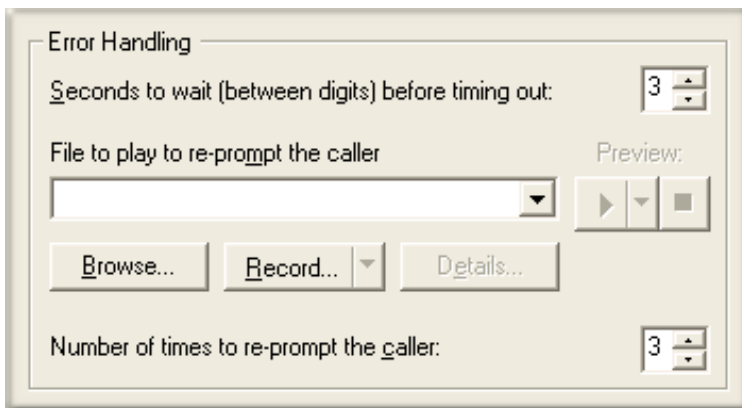 Error Handling
Seconds to wait (between digits) before timing out: 3
File to play to re-prompt the caller Preview:
Browse... Record... Details...
Number of times to re-prompt the caller: 3